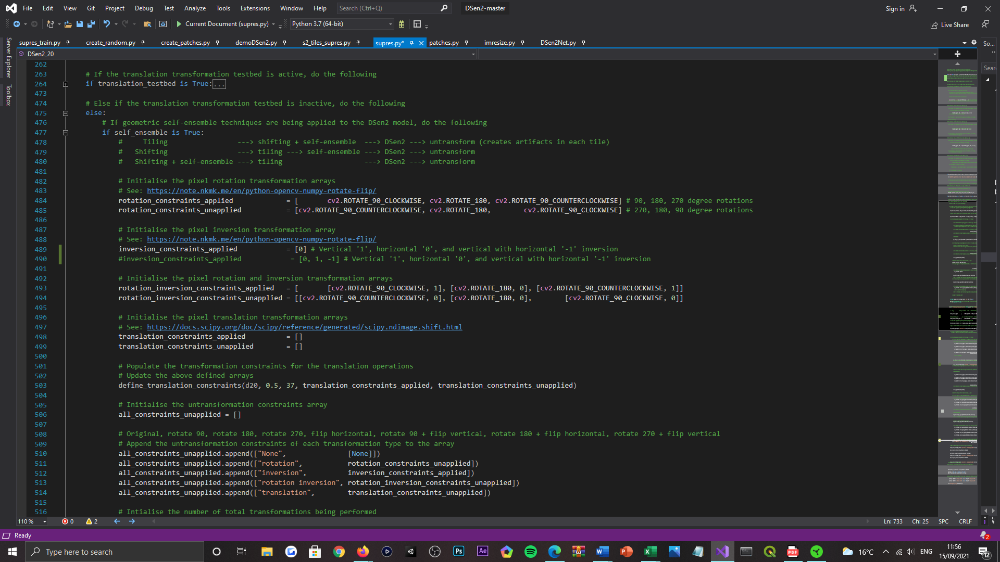 File Edit View Git Project Debug Test Analyze Tools Extensions Window Help Search (Ctrl+Q) DSen2-master Sign in
Current Document (supres.py) Python 3.7 (64-bit) Live Share
supres_train.py create_random.py create_patches.py demoDSen2.py s2_tiles_supres.py supres.py* patches.py imresize.py DSen2Net.py So...
DSen2_20
Server Explorer
Toolbox
Sear
262
263 # If the translation transformation testbed is active, do the following
264 if translation_testbed is True:...
473
474 # Else if the translation transformation testbed is inactive, do the following
475 else:
476 # If geometric self-ensemble techniques are being applied to the DSen2 model, do the following
477 if self_ensemble is True:
478 # Tiling ---> shifting + self-ensemble ---> DSen2 ---> untransform (creates artifacts in each tile)
479 # Shifting ---> tiling ---> self-ensemble ---> DSen2 ---> untransform
480 # Shifting + self-ensemble ---> tiling ---> DSen2 ---> untransform
481
482 # Initialise the pixel rotation transformation arrays
483 # See: https://note.nkmk.me/en/python-opencv-numpy-rotate-flip/
484 rotation_constraints_applied = [ cv2.ROTATE_90_CLOCKWISE, cv2.ROTATE_180, cv2.ROTATE_90_COUNTERCLOCKWISE] # 90, 180, 270 degree rotations
485 rotation_constraints_unapplied = [cv2.ROTATE_90_COUNTERCLOCKWISE, cv2.ROTATE_180, cv2.ROTATE_90_CLOCKWISE] # 270, 180, 90 degree rotations
486
487 # Initialise the pixel inversion transformation array
488 # See: https://note.nkmk.me/en/python-opencv-numpy-rotate-flip/
489 inversion_constraints_applied = [0] # Vertical '1', horizontal '0', and vertical with horizontal '-1' inversion
490 #inversion_constraints_applied = [0, 1, -1] # Vertical '1', horizontal '0', and vertical with horizontal '-1' inversion
491
492 # Initialise the pixel rotation and inversion transformation arrays
493 rotation_inversion_constraints_applied = [ [cv2.ROTATE_90_CLOCKWISE, 1], [cv2.ROTATE_180, 0], [cv2.ROTATE_90_COUNTERCLOCKWISE, 1]]
494 rotation_inversion_constraints_unapplied = [[cv2.ROTATE_90_COUNTERCLOCKWISE, 0], [cv2.ROTATE_180, 0], [cv2.ROTATE_90_CLOCKWISE, 0]]
495
496 # Initialise the pixel translation transformation arrays
497 # See: https://docs.scipy.org/doc/scipy/reference/generated/scipy.ndimage.shift.html
498 translation_constraints_applied = []
499 translation_constraints_unapplied = []
500
501 # Populate the transformation constraints for the translation operations
502 # Update the above defined arrays
503 define_translation_constraints(d20, 0.5, 37, translation_constraints_applied, translation_constraints_unapplied)
504
505 # Initialise the untransformation constraints array
506 all_constraints_unapplied = []
507
508 # Original, rotate 90, rotate 180, rotate 270, flip horizontal, rotate 90 + flip vertical, rotate 180 + flip horizontal, rotate 270 + flip vertical
509 # Append the untransformation constraints of each transformation type to the array
510 all_constraints_unapplied.append(["None", [None]])
511 all_constraints_unapplied.append(["rotation", rotation_constraints_unapplied])
512 all_constraints_unapplied.append(["inversion", inversion_constraints_applied])
513 all_constraints_unapplied.append(["rotation inversion", rotation_inversion_constraints_unapplied])
514 all_constraints_unapplied.append(["translation", translation_constraints_unapplied])
515
516 # Intialise the number of total transformations being performed
110 % 0 2 Ln: 733 Ch: 25 SPC CRLF
Ready 2
Type here to search Ps Ae W P X PDF 16°C ENG 11:56
15/09/2021 12